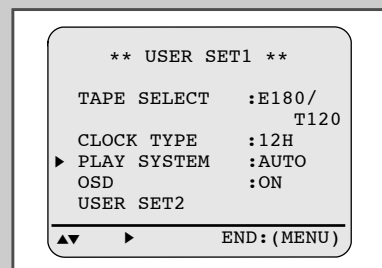 ** USER SET1 **
TAPE SELECT :E180/
T120
CLOCK TYPE :12H
▶ PLAY SYSTEM :AUTO
OSD :ON
USER SET2
▲▼ ▶ END:(MENU)